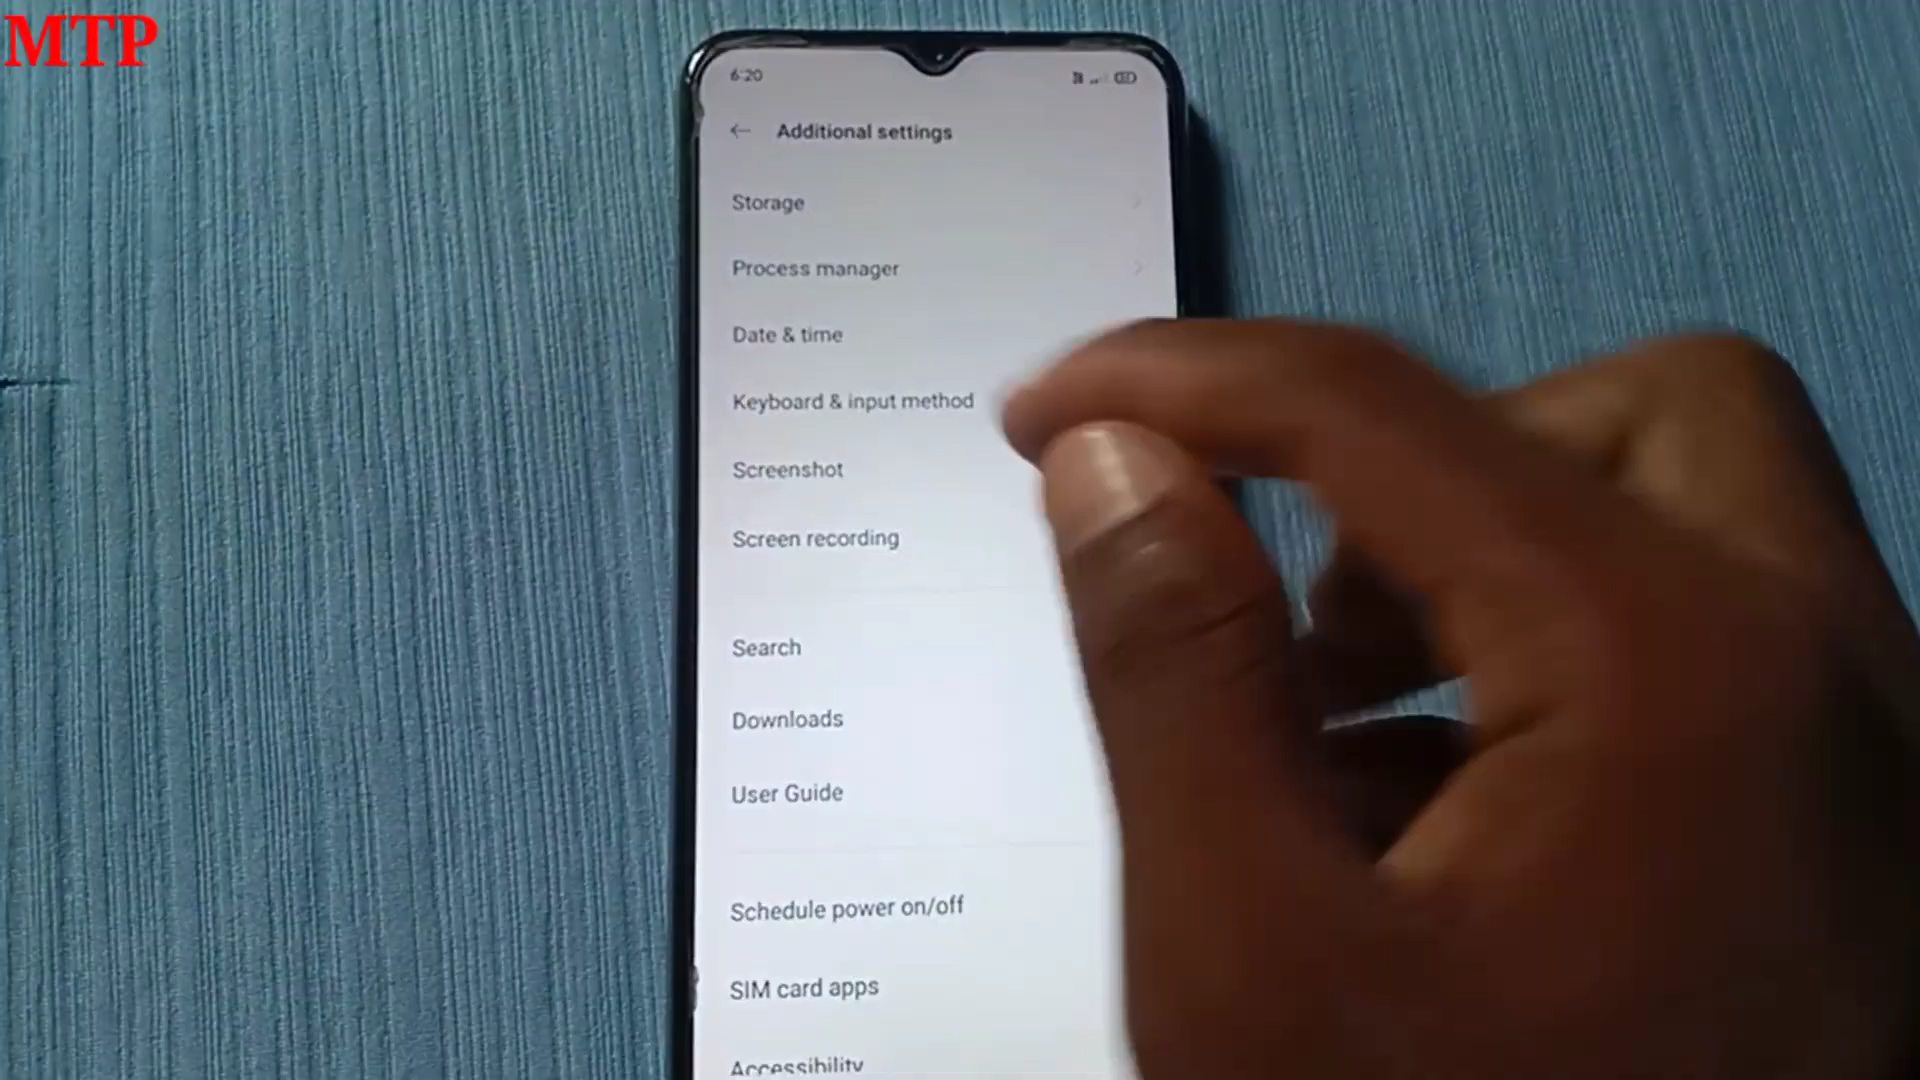 MTP
6:20
Additional settings
Storage
Process manager
Date & time
Keyboard & input method
Screenshot
Screen recording
Search
Downloads
User Guide
Schedule power on/off
SIM card apps
Accessibility